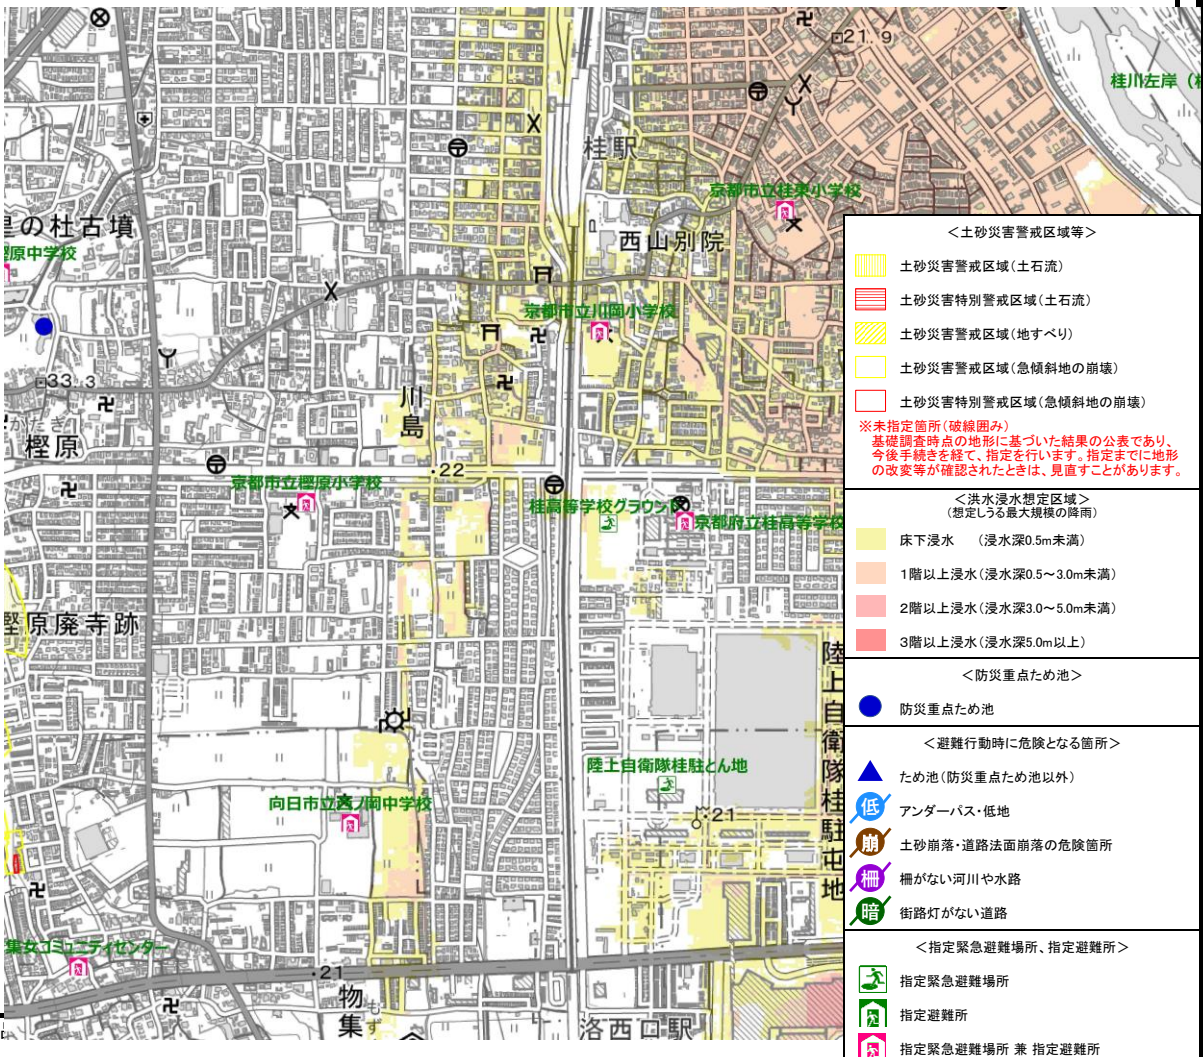 21.9
桂川左岸
桂駅
京都市立桂東小学校
里の杜古墳
原中学校
西山別院
京都市立川岡小学校
33.3
かたぎ
樫原
川島
22
京都市立樫原小学校
桂高等学校グラウンド
京都府立桂高等学校
樫原廃寺跡
陸上自衛隊桂駐屯地
陸上自衛隊桂駐とん地
21
向日市立西ノ岡中学校
集女コミュニティセンター
21
物集
もず
洛西口駅
<土砂災害警戒区域等>
土砂災害警戒区域(土石流)
土砂災害特別警戒区域(土石流)
土砂災害警戒区域(地すべり)
土砂災害警戒区域(急傾斜地の崩壊)
土砂災害特別警戒区域(急傾斜地の崩壊)
※未指定箇所(破線囲み)
基礎調査時点の地形に基づいた結果の公表であり、
今後手続きを経て、指定を行います。指定までに地形
の改変等が確認されたときは、見直すことがあります。
<洪水浸水想定区域>
(想定しうる最大規模の降雨)
床下浸水 (浸水深0.5m未満)
1階以上浸水(浸水深0.5~3.0m未満)
2階以上浸水(浸水深3.0~5.0m未満)
3階以上浸水(浸水深5.0m以上)
<防災重点ため池>
防災重点ため池
<避難行動時に危険となる箇所>
ため池(防災重点ため池以外)
低 アンダーパス・低地
崩 土砂崩落・道路法面崩落の危険箇所
柵 柵がない河川や水路
暗 街路灯がない道路
<指定緊急避難場所、指定避難所>
指定緊急避難場所
指定避難所
指定緊急避難場所 兼 指定避難所